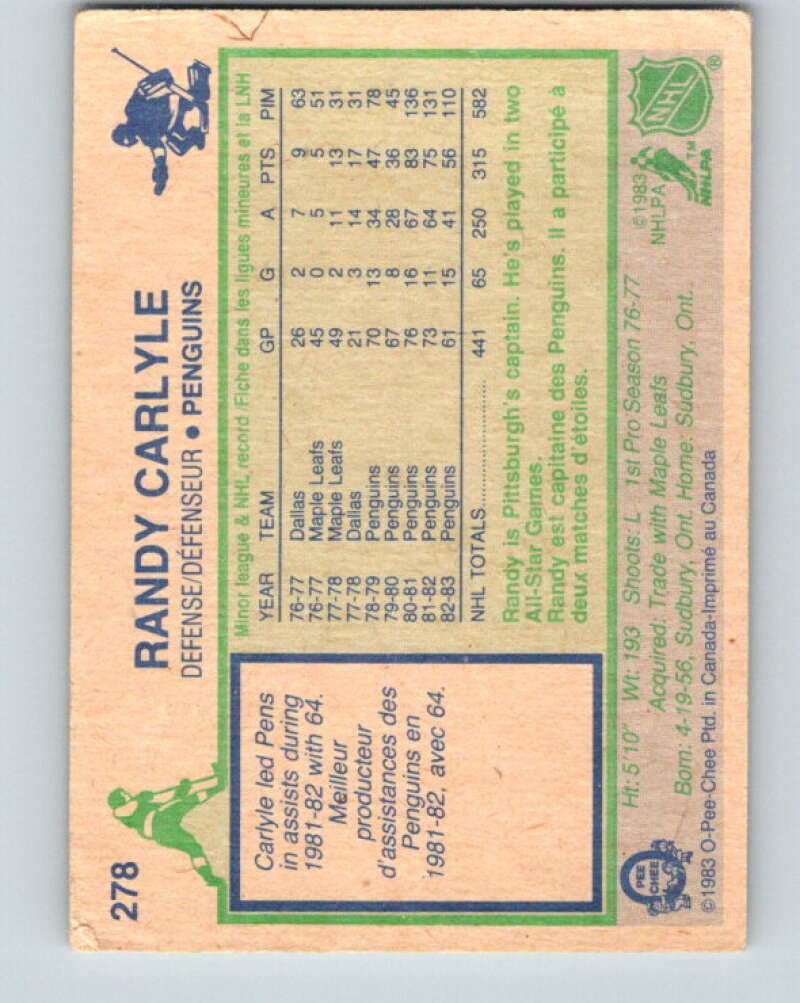 278
RANDY CARLYLE
DEFENSE/DÉFENSEUR • PENGUINS
Carlyle led Pens
in assists during
1981-82 with 64.
Meilleur
producteur
d'assistances des
Penguins en
1981-82, avec 64.
Minor league & NHL record/Fiche dans les ligues mineures et la LNH
YEAR TEAM GP G A PTS PIM
76-77 Dallas 26 2 7 9 63
76-77 Maple Leafs 45 0 5 5 51
77-78 Maple Leafs 49 2 11 13 31
77-78 Dallas 21 3 14 17 31
78-79 Penguins 70 13 34 47 78
79-80 Penguins 67 8 28 36 45
80-81 Penguins 76 16 67 83 136
81-82 Penguins 73 11 64 75 131
82-83 Penguins 61 15 41 56 110
NHL TOTALS 441 65 250 315 582
Randy is Pittsburgh's captain. He's played in two
All-Star Games.
Randy est capitaine des Penguins. Il a participé à
deux matches d'étoiles.
Ht: 5'10" Wt: 193 Shoots: L 1st Pro Season 76-77
Acquired: Trade with Maple Leafs
Born: 4-19-56, Sudbury, Ont. Home: Sudbury, Ont.
©1983 O-Pee-Chee Ptd. in Canada-Imprimé au Canada
O PEE CHEE
©1983
NHLPA
NHL ®
TM
NHLPA